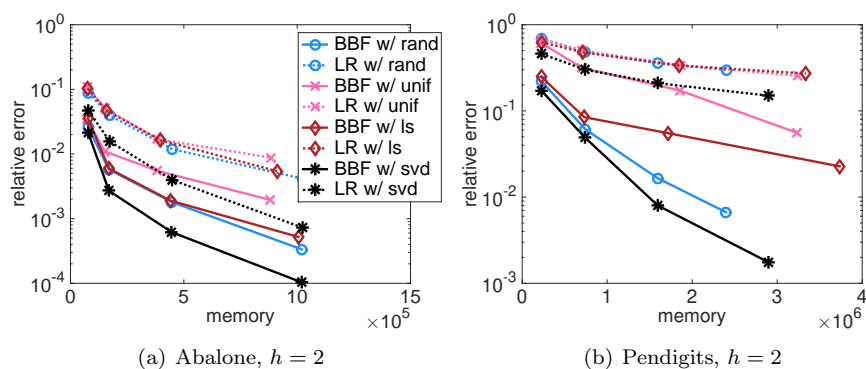 relative error
10^0
10^-1
10^-2
10^-3
10^-4
0
5
10
15
memory
×10^5
BBF w/ rand
LR w/ rand
BBF w/ unif
LR w/ unif
BBF w/ ls
LR w/ ls
BBF w/ svd
LR w/ svd
(a) Abalone, h = 2
relative error
10^0
10^-1
10^-2
10^-3
0
1
2
3
4
memory
×10^6
(b) Pendigits, h = 2